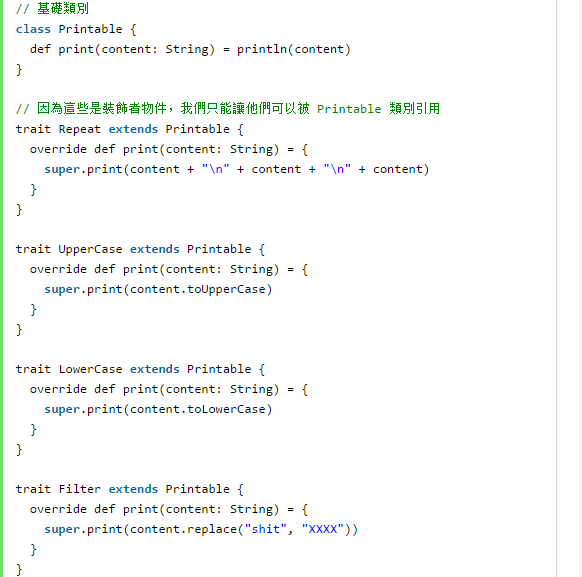 // 基礎類別
class Printable {
  def print(content: String) = println(content)
}

// 因為這些是裝飾者物件，我們只能讓他們可以被 Printable 類別引用
trait Repeat extends Printable {
  override def print(content: String) = {
    super.print(content + "\n" + content + "\n" + content)
  }
}

trait UpperCase extends Printable {
  override def print(content: String) = {
    super.print(content.toUpperCase)
  }
}

trait LowerCase extends Printable {
  override def print(content: String) = {
    super.print(content.toLowerCase)
  }
}

trait Filter extends Printable {
  override def print(content: String) = {
    super.print(content.replace("shit", "XXXX"))
  }
}